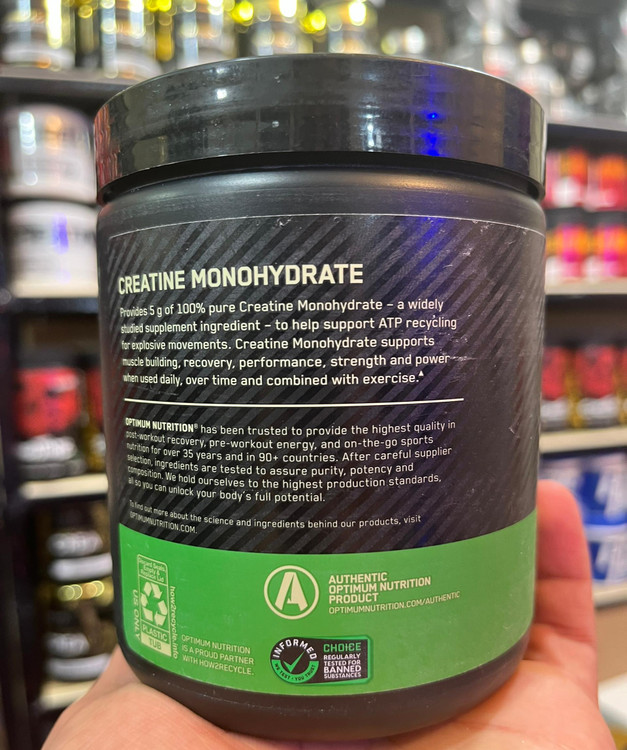 CREATINE MONOHYDRATE
Provides 5 g of 100% pure Creatine Monohydrate – a widely
studied supplement ingredient – to help support ATP recycling
for explosive movements. Creatine Monohydrate supports
muscle building, recovery, performance, strength and power
when used daily, over time and combined with exercise.▲
OPTIMUM NUTRITION® has been trusted to provide the highest quality in
post-workout recovery, pre-workout energy, and on-the-go sports
nutrition for over 35 years and in 90+ countries. After careful supplier
selection, ingredients are tested to assure purity, potency and
composition. We hold ourselves to the highest production standards,
all so you can unlock your body's full potential.
To find out more about the science and ingredients behind our products, visit
OPTIMUMNUTRITION.COM.
PLASTIC
TUB
US ONLY
how2recycle.info
OPTIMUM NUTRITION
IS A PROUD PARTNER
WITH HOW2RECYCLE.
A
AUTHENTIC
OPTIMUM NUTRITION
PRODUCT
OPTIMUMNUTRITION.COM/AUTHENTIC
INFORMED
WE TEST • YOU TRUST
CHOICE
REGULARLY
TESTED FOR
BANNED
SUBSTANCES